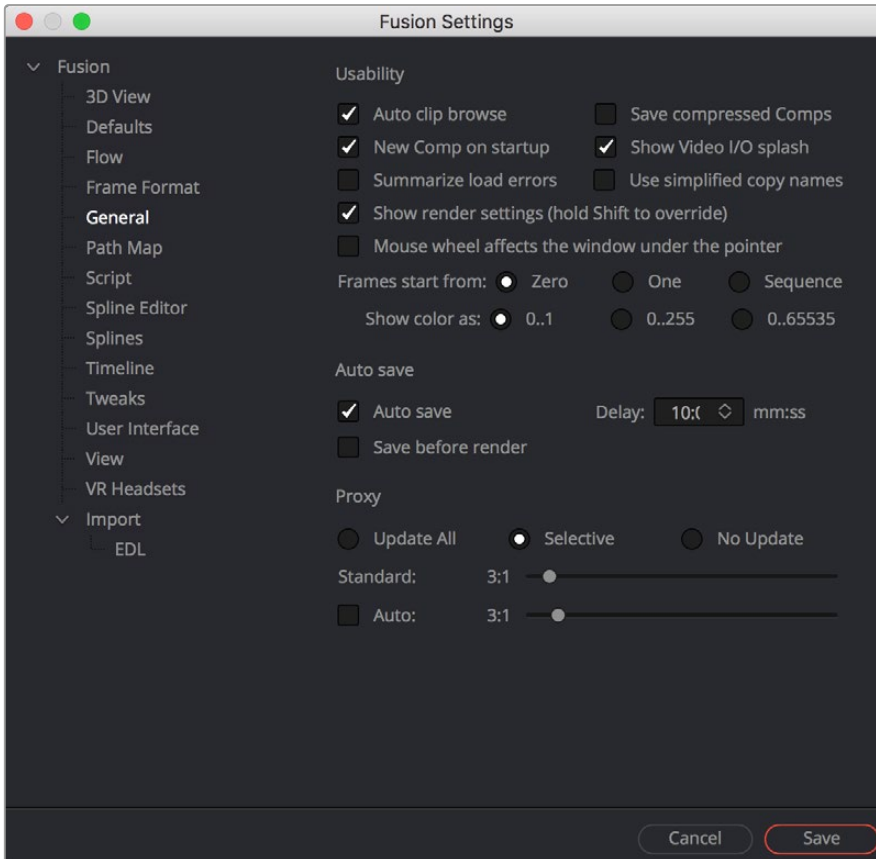 Fusion Settings
Fusion
3D View
Defaults
Flow
Frame Format
General
Path Map
Script
Spline Editor
Splines
Timeline
Tweaks
User Interface
View
VR Headsets
Import
EDL
Usability
Auto clip browse Save compressed Comps
New Comp on startup Show Video I/O splash
Summarize load errors Use simplified copy names
Show render settings (hold Shift to override)
Mouse wheel affects the window under the pointer
Frames start from: Zero One Sequence
Show color as: 0..1 0..255 0..65535
Auto save
Auto save Delay: 10:( mm:ss
Save before render
Proxy
Update All Selective No Update
Standard: 3:1
Auto: 3:1
Cancel Save